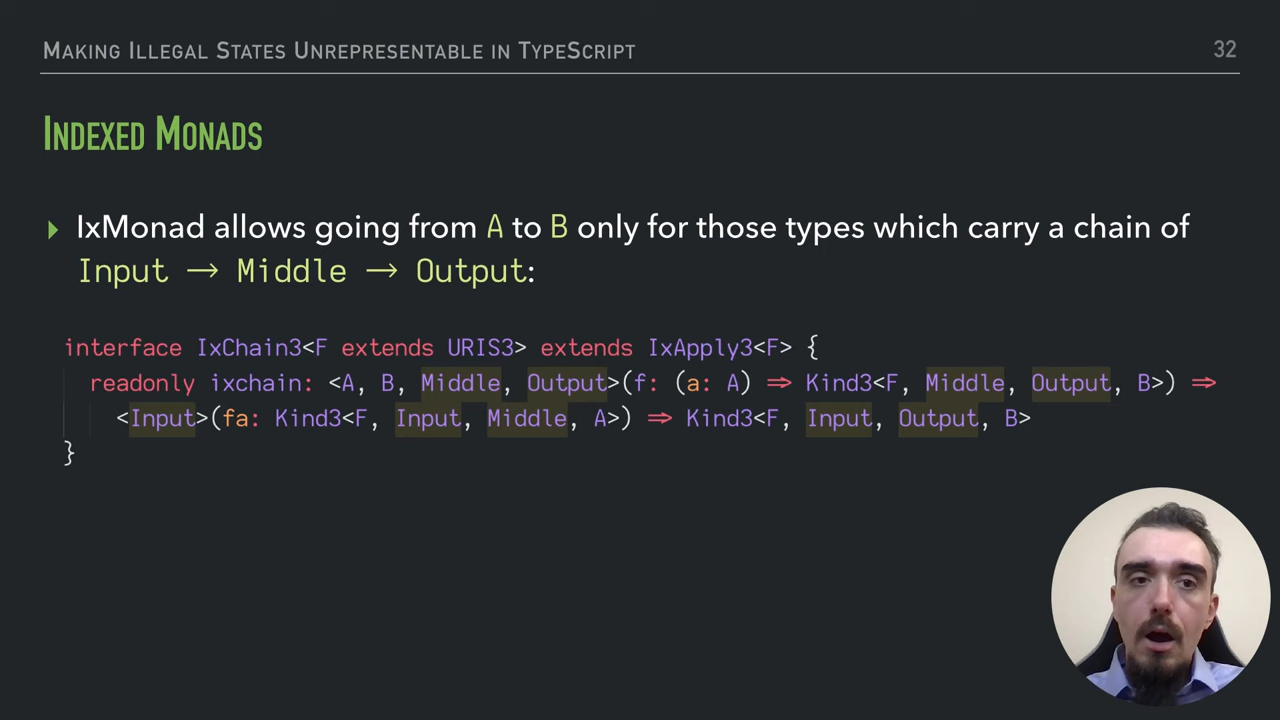 Making Illegal States Unrepresentable in TypeScript
32
Indexed Monads
IxMonad allows going from A to B only for those types which carry a chain of
Input → Middle → Output:
interface IxChain3<F extends URIS3> extends IxApply3<F> {
readonly ixchain: <A, B, Middle, Output>(f: (a: A) ⇒ Kind3<F, Middle, Output, B>) ⇒
<Input>(fa: Kind3<F, Input, Middle, A>) ⇒ Kind3<F, Input, Output, B>
}